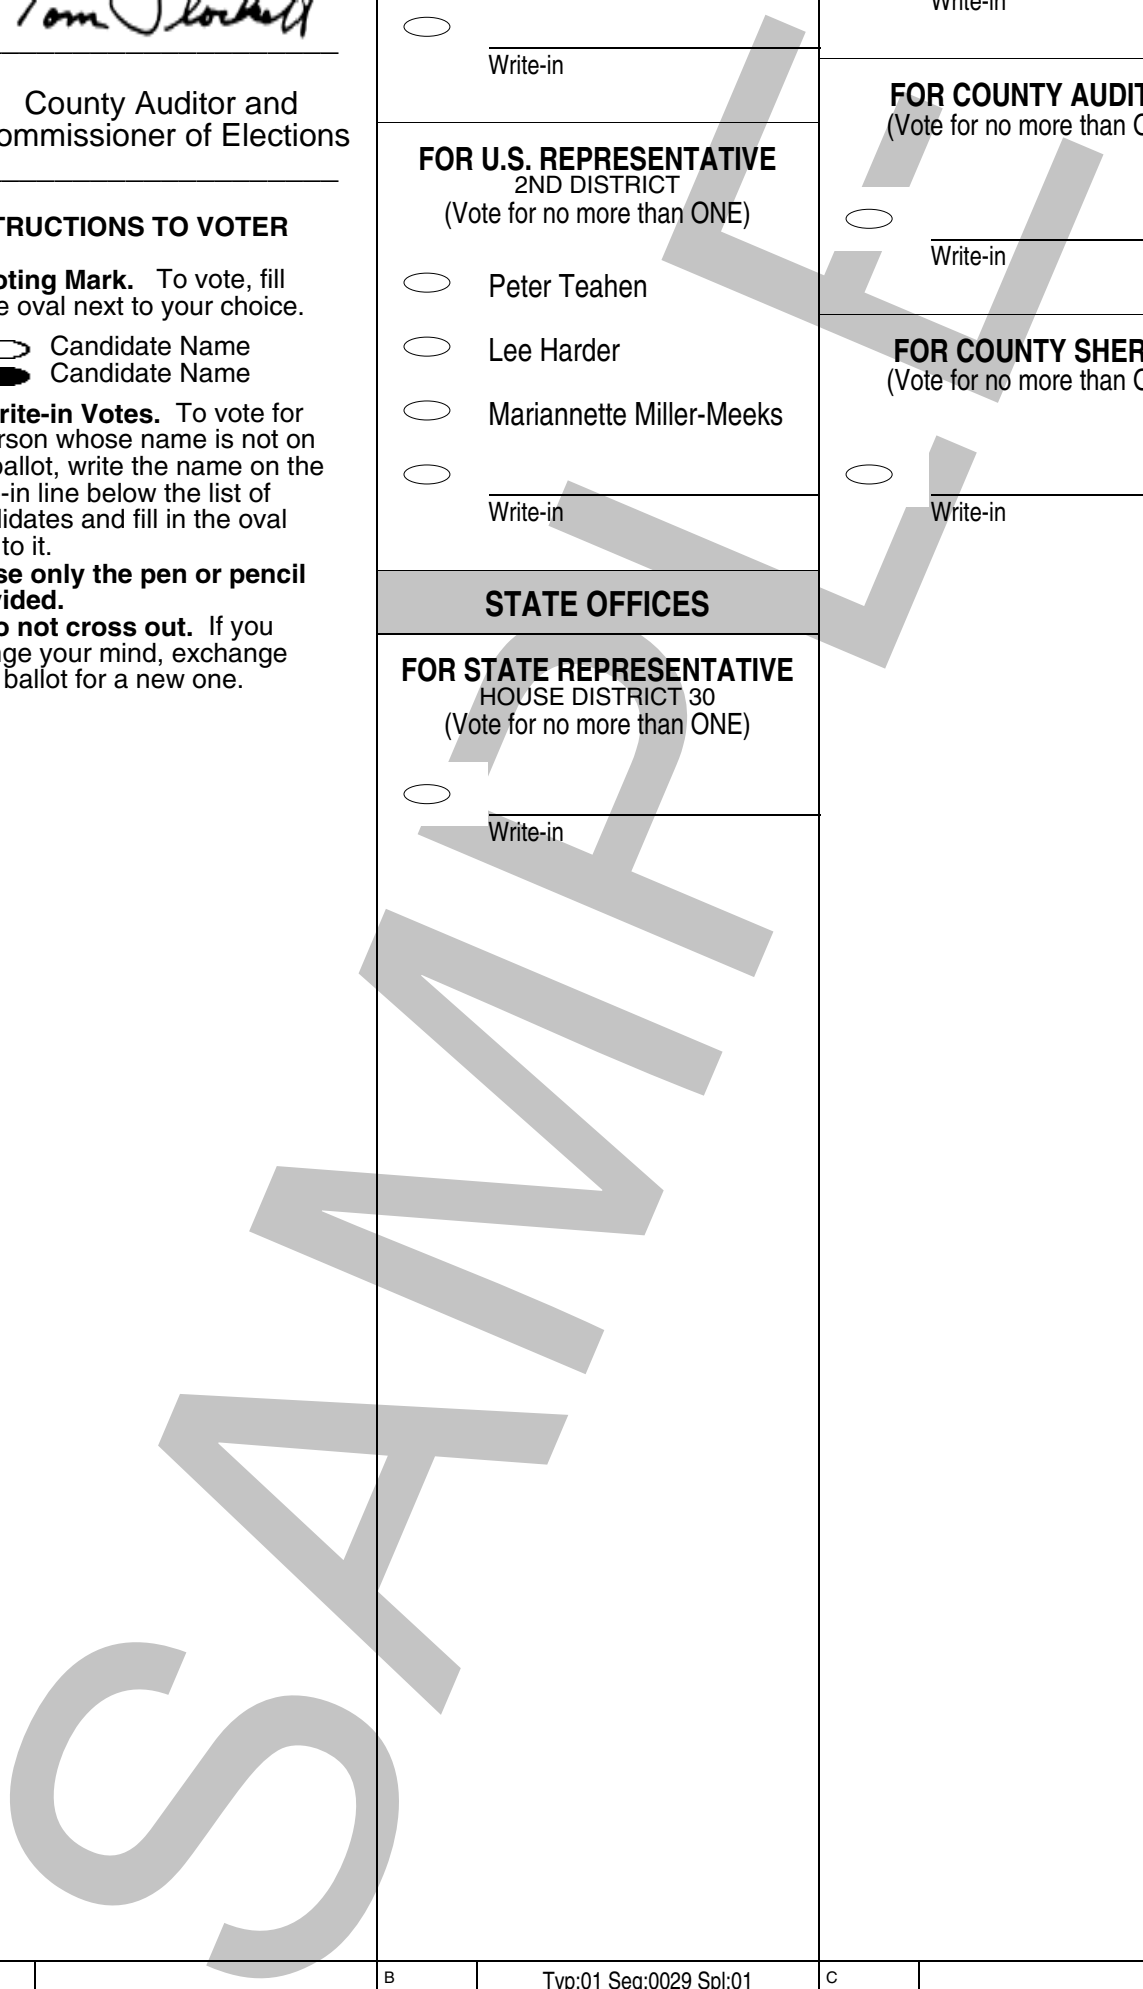 Tom Slockett
County Auditor and
ommissioner of Elections
TRUCTIONS TO VOTER
oting Mark. To vote, fill
e oval next to your choice.
Candidate Name
Candidate Name
rite-in Votes. To vote for
rson whose name is not on
ballot, write the name on the
-in line below the list of
lidates and fill in the oval
to it.
se only the pen or pencil
vided.
o not cross out. If you
nge your mind, exchange
ballot for a new one.
Write-in
FOR U.S. REPRESENTATIVE
2ND DISTRICT
(Vote for no more than ONE)
Peter Teahen
Lee Harder
Mariannette Miller-Meeks
Write-in
STATE OFFICES
FOR STATE REPRESENTATIVE
HOUSE DISTRICT 30
(Vote for no more than ONE)
Write-in
B
Typ:01 Seq:0029 Spl:01
Write-in
FOR COUNTY AUDIT
(Vote for no more than O
Write-in
FOR COUNTY SHER
(Vote for no more than O
Write-in
C
SAMPLE